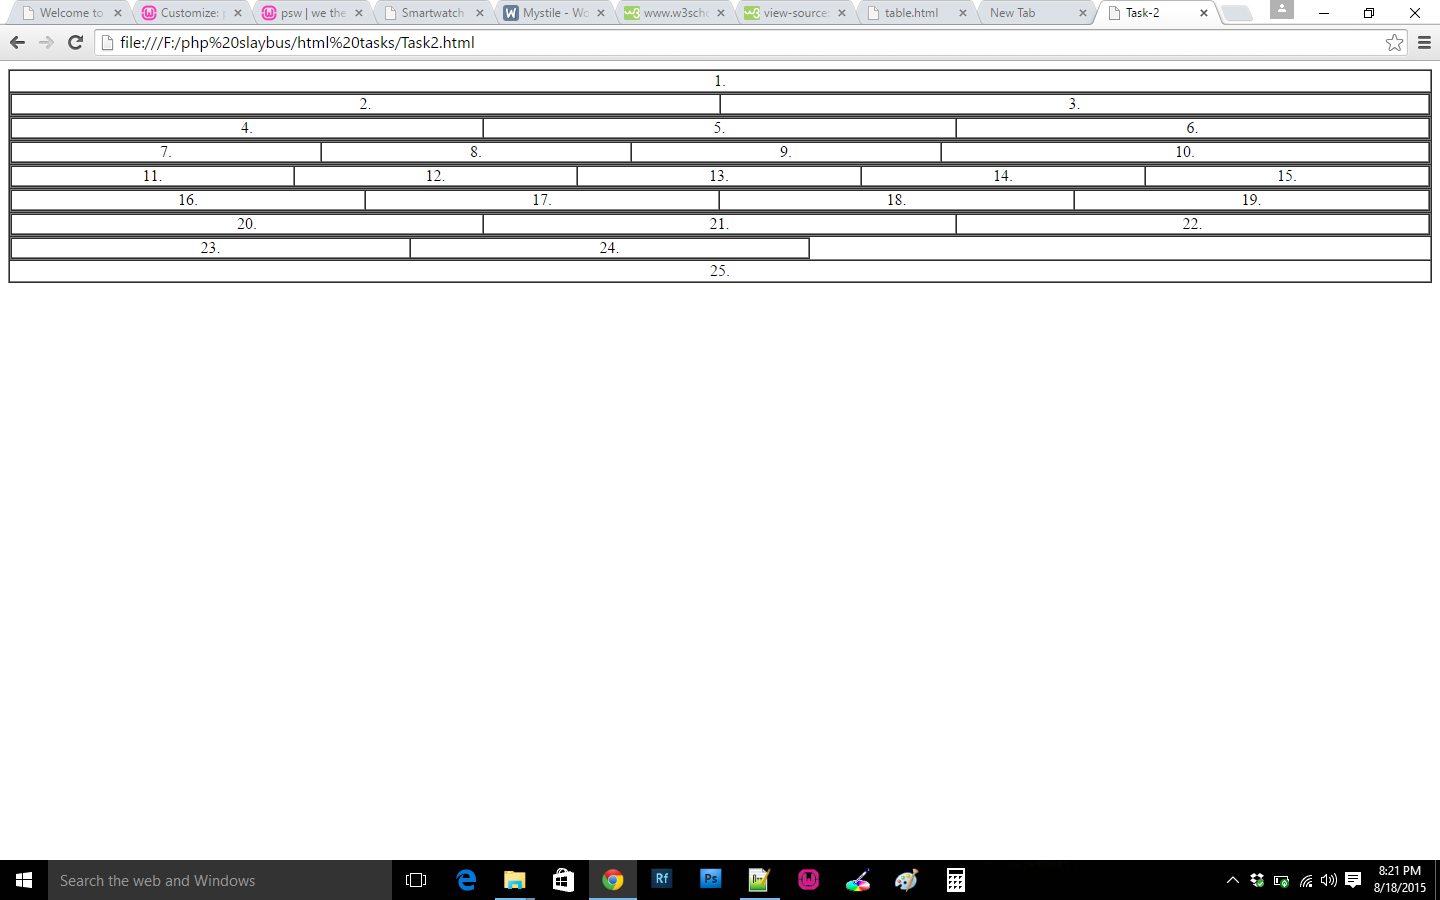 Welcome to Customize: psw | we the Smartwatch Mystile - Wo www.w3scho view-source: table.html New Tab Task-2
file:///F:/php%20slaybus/html%20tasks/Task2.html
1.
2. 3.
4. 5. 6.
7. 8. 9. 10.
11. 12. 13. 14. 15.
16. 17. 18. 19.
20. 21. 22.
23. 24.
25.
Search the web and Windows Rf Ps 8:21 PM
8/18/2015